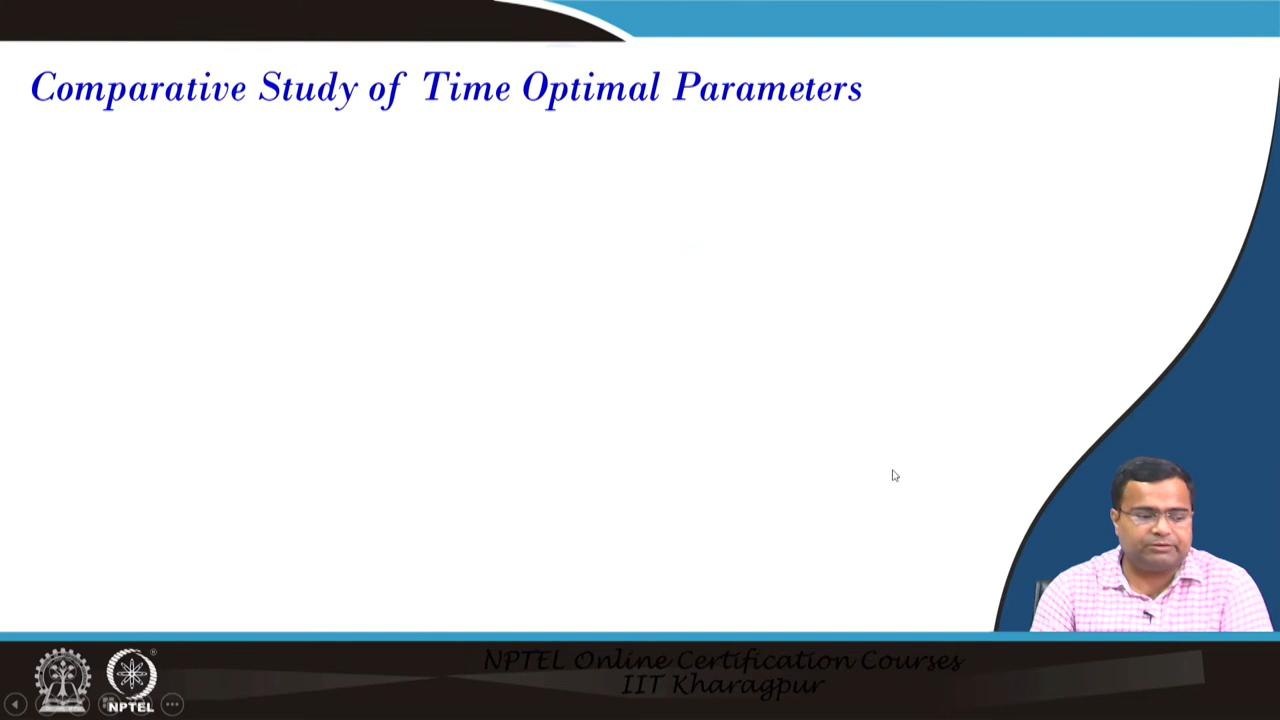 Comparative Study of Time Optimal Parameters
NPTEL Online Certification Courses
IIT Kharagpur
NPTEL